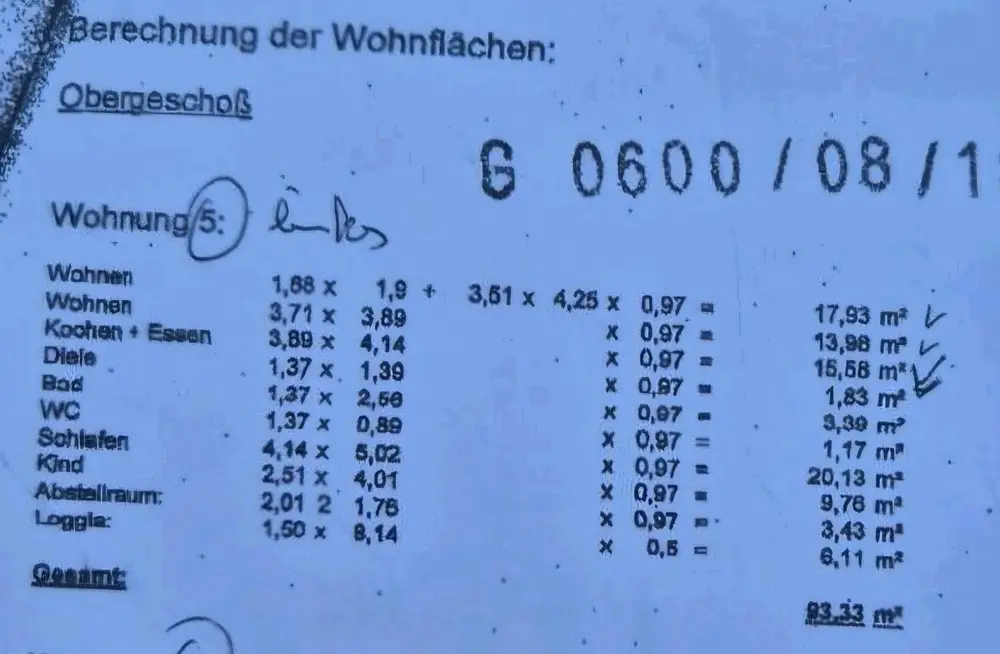 Berechnung der Wohnflächen:
Obergeschoß
G 0600/08/1
Wohnung 5: links
Wohnen 1,68 x 1,9 + 3,51 x 4,25 x 0,97 = 17,93 m²
Wohnen 3,71 x 3,89 x 0,97 = 13,98 m²
Kochen + Essen 3,89 x 4,14 x 0,97 = 15,58 m²
Diele 1,37 x 1,39 x 0,97 = 1,83 m²
Bad 1,37 x 2,56 x 0,97 = 3,39 m²
WC 1,37 x 0,89 x 0,97 = 1,17 m²
Schlafen 4,14 x 5,02 x 0,97 = 20,13 m²
Kind 2,51 x 4,01 x 0,97 = 9,76 m²
Abstellraum: 2,01 2 1,76 x 0,97 = 3,43 m²
Loggia: 1,50 x 8,14 x 0,5 = 6,11 m²
Gesamt: 93,33 m²